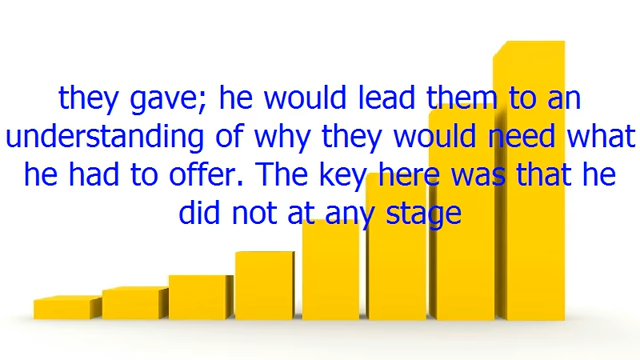 they gave; he would lead them to an
understanding of why they would need what
he had to offer. The key here was that he
did not at any stage